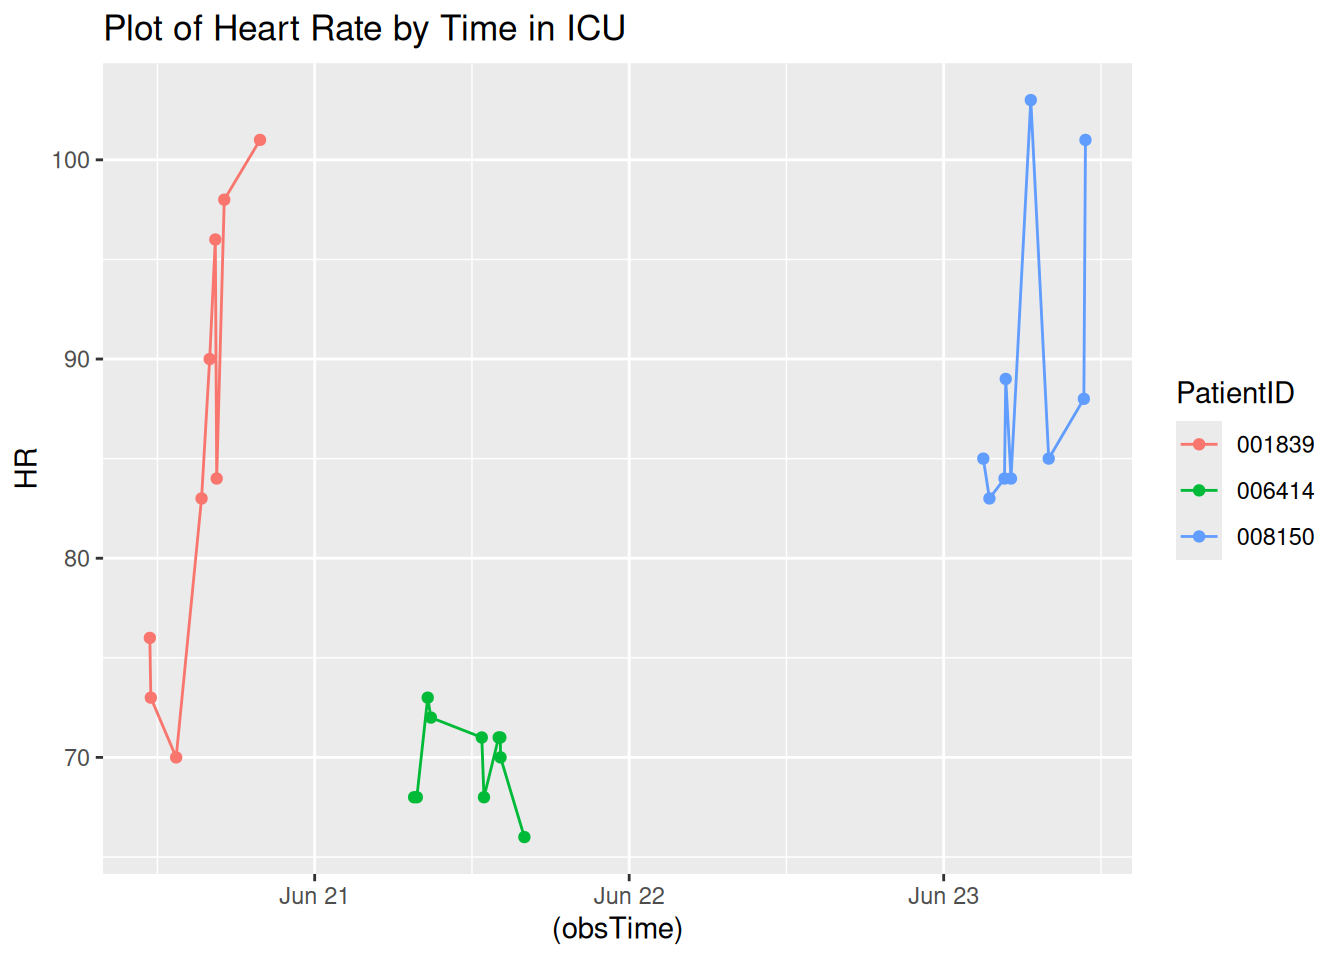 Plot of Heart Rate by Time in ICU
100
90
80
70
HR
Jun 21
Jun 22
Jun 23
(obsTime)
PatientID
001839
006414
008150